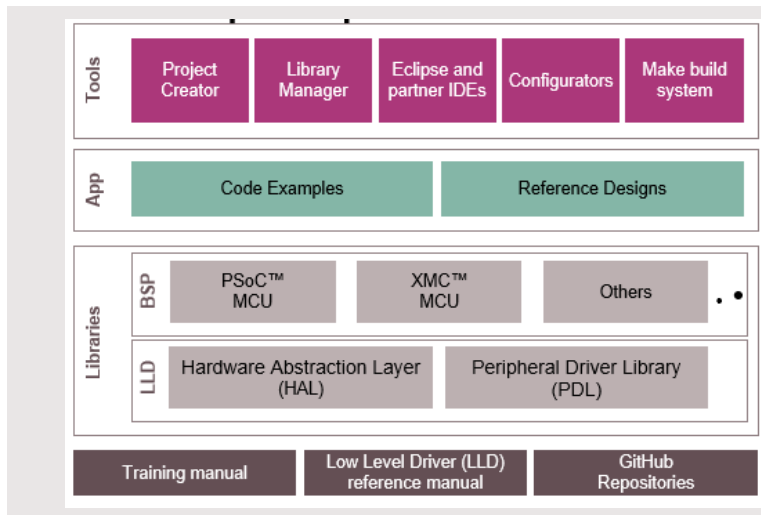 Tools
Project
Creator
Library
Manager
Eclipse and
partner IDEs
Configurators
Make build
system
App
Code Examples
Reference Designs
Libraries
BSP
PSoC™
MCU
XMC™
MCU
Others
LLD
Hardware Abstraction Layer
(HAL)
Peripheral Driver Library
(PDL)
Training manual
Low Level Driver (LLD)
reference manual
GitHub
Repositories